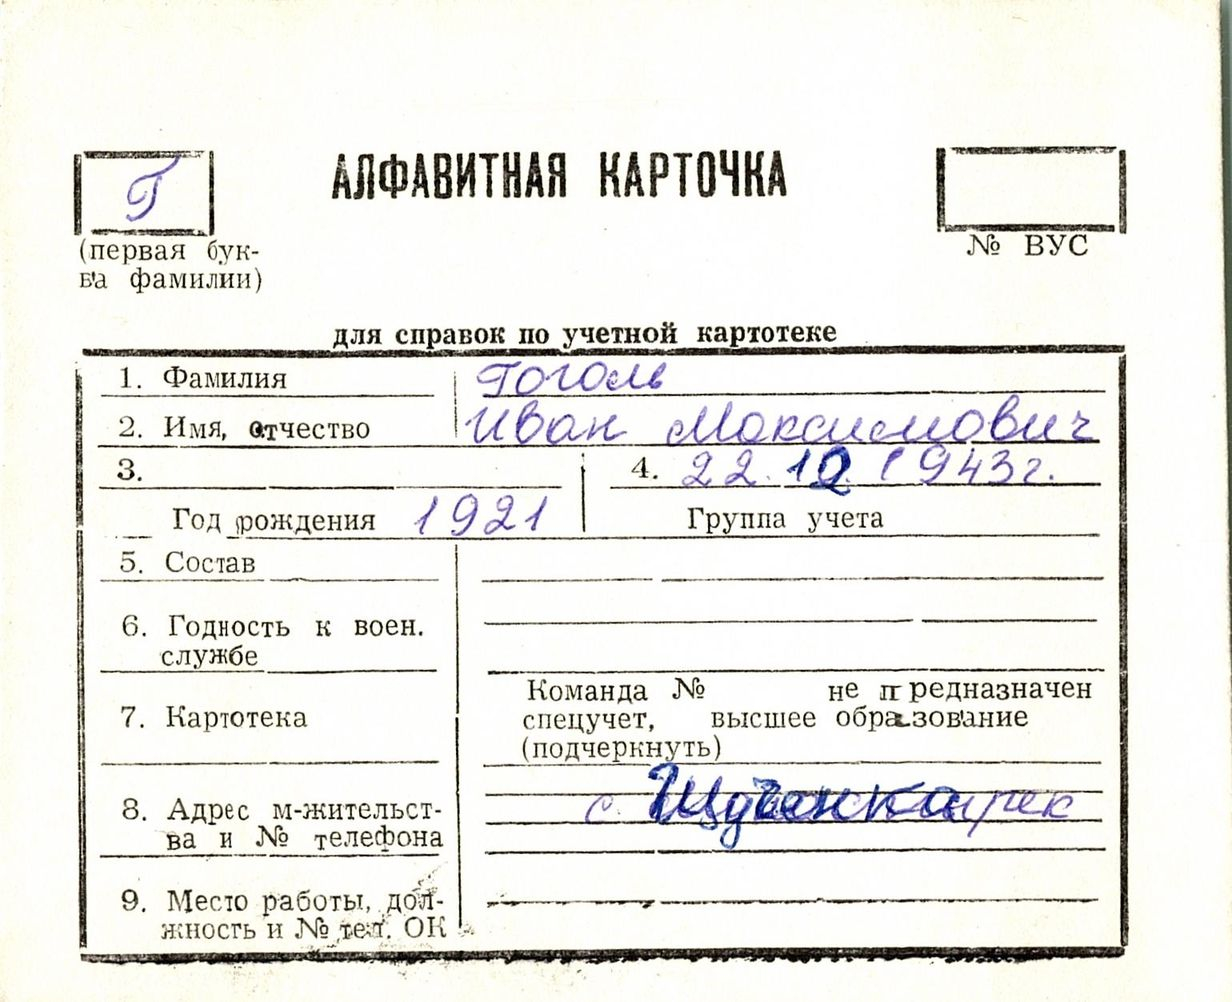 Г
АЛФАВИТНАЯ КАРТОЧКА
(первая бук-
ва фамилии)
№ ВУС
для справок по учетной картотеке
1. Фамилия Гоголь
2. Имя, отчество Иван Максимович
3.
Год рождения 1921
4. 22.10.1943г.
Группа учета
5. Состав
6. Годность к воен.
службе
7. Картотека
Команда № не предназначен
спецучет, высшее образование
(подчеркнуть)
8. Адрес м-жительст-
ва и № телефона
с.
9. Место работы, дол-
жность и № тел. ОК